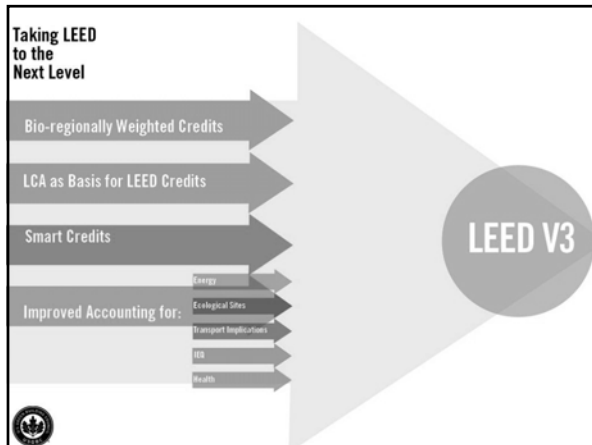 Taking LEED
to the
Next Level
Bio-regionally Weighted Credits
LCA as Basis for LEED Credits
Smart Credits
Improved Accounting for:
Energy
Ecological Sites
Transport Implications
IEQ
Health
LEED V3